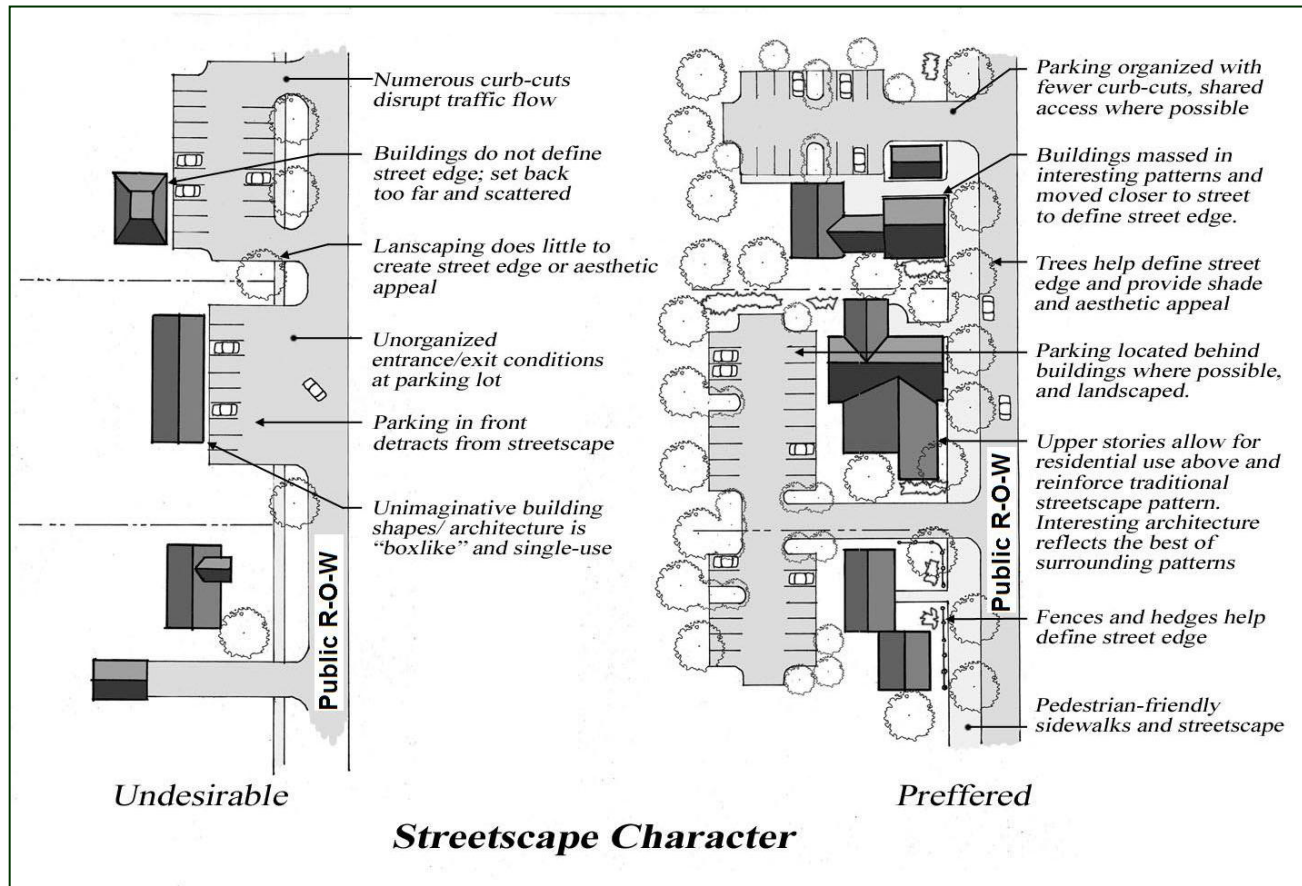 Numerous curb-cuts
disrupt traffic flow
Buildings do not define
street edge; set back
too far and scattered
Lanscaping does little to
create street edge or aesthetic
appeal
Unorganized
entrance/exit conditions
at parking lot
Parking in front
detracts from streetscape
Unimaginative building
shapes/ architecture is
“boxlike” and single-use
Public R-O-W
Undesirable
Parking organized with
fewer curb-cuts, shared
access where possible
Buildings massed in
interesting patterns and
moved closer to street
to define street edge.
Trees help define street
edge and provide shade
and aesthetic appeal
Parking located behind
buildings where possible,
and landscaped.
Upper stories allow for
residential use above and
reinforce traditional
streetscape pattern.
Interesting architecture
reflects the best of
surrounding patterns
Public R-O-W
Fences and hedges help
define street edge
Pedestrian-friendly
sidewalks and streetscape
Preffered
Streetscape Character